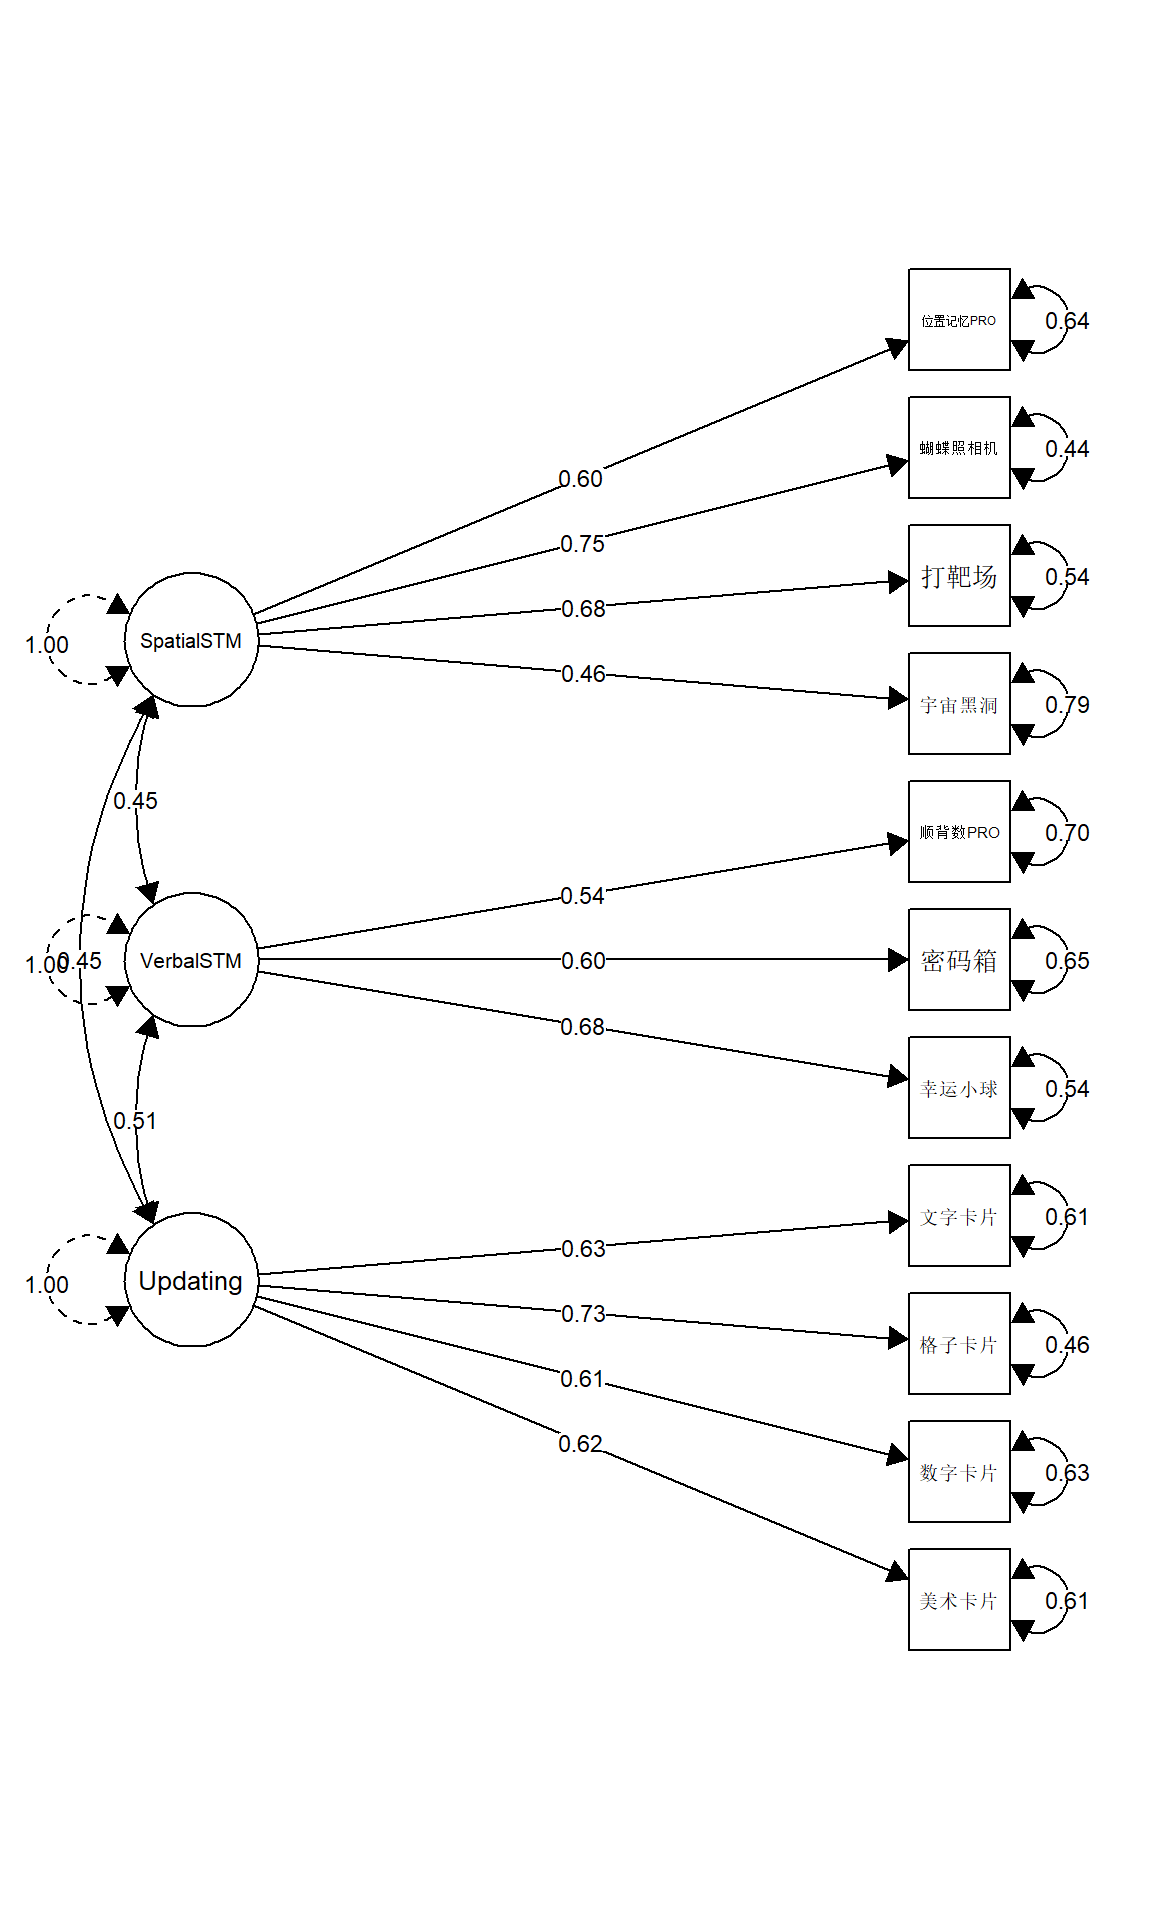 位置记忆PRO
0.64
蝴蝶照相机
0.44
0.60
0.75
打靶场
0.54
0.68
1.00
SpatialSTM
0.46
宇宙黑洞
0.79
0.45
顺背数PRO
0.70
0.54
1.00
0.45
VerbalSTM
0.60
密码箱
0.65
0.68
幸运小球
0.54
0.51
文字卡片
0.61
0.63
1.00
Updating
0.73
格子卡片
0.46
0.61
0.62
数字卡片
0.63
美术卡片
0.61